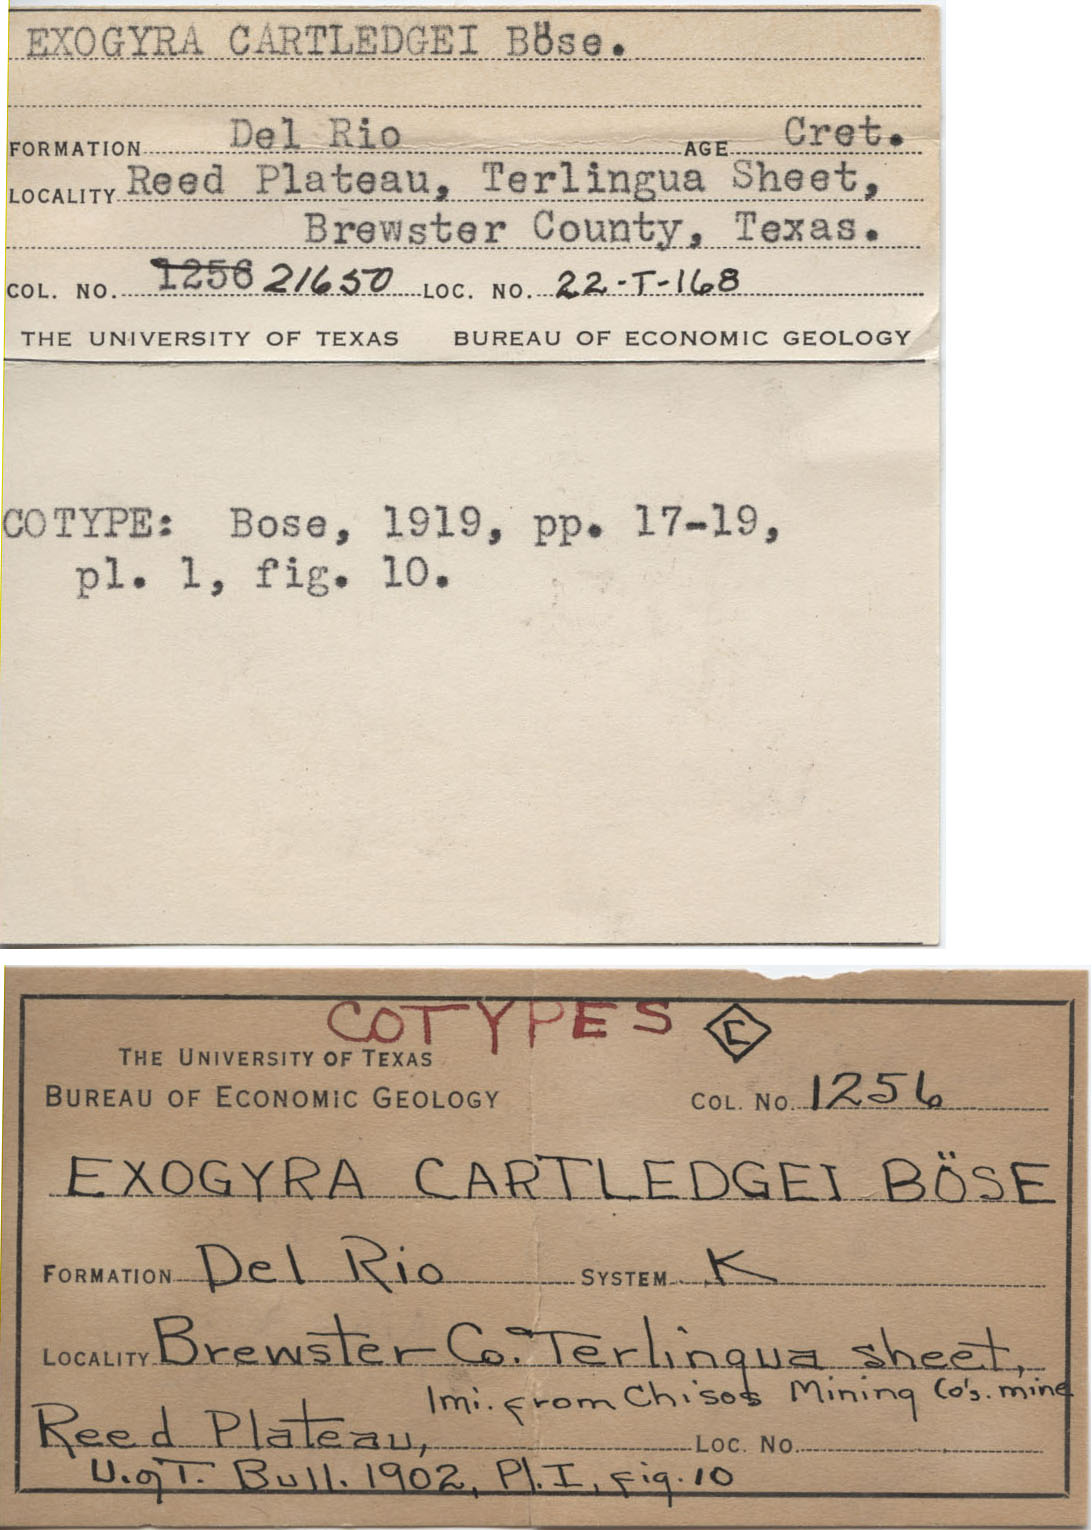 EXOGYRA CARTLEDGEI Böse.
FORMATION Del Rio AGE Cret.
LOCALITY Reed Plateau, Terlingua Sheet,
Brewster County, Texas.
COL. NO. 1256 21650 LOC. NO. 22-T-168
THE UNIVERSITY OF TEXAS BUREAU OF ECONOMIC GEOLOGY
COTYPE: Bose, 1919, pp. 17-19,
pl. 1, fig. 10.
COTYPES C
THE UNIVERSITY OF TEXAS
BUREAU OF ECONOMIC GEOLOGY COL. NO. 1256
EXOGYRA CARTLEDGEI BÖSE
FORMATION Del Rio SYSTEM K
LOCALITY Brewster Co. Terlingua sheet,
1mi. from Chisos Mining Co's. mine
Reed Plateau, LOC. NO.
U. of T. Bull. 1902, Pl. I, fig. 10